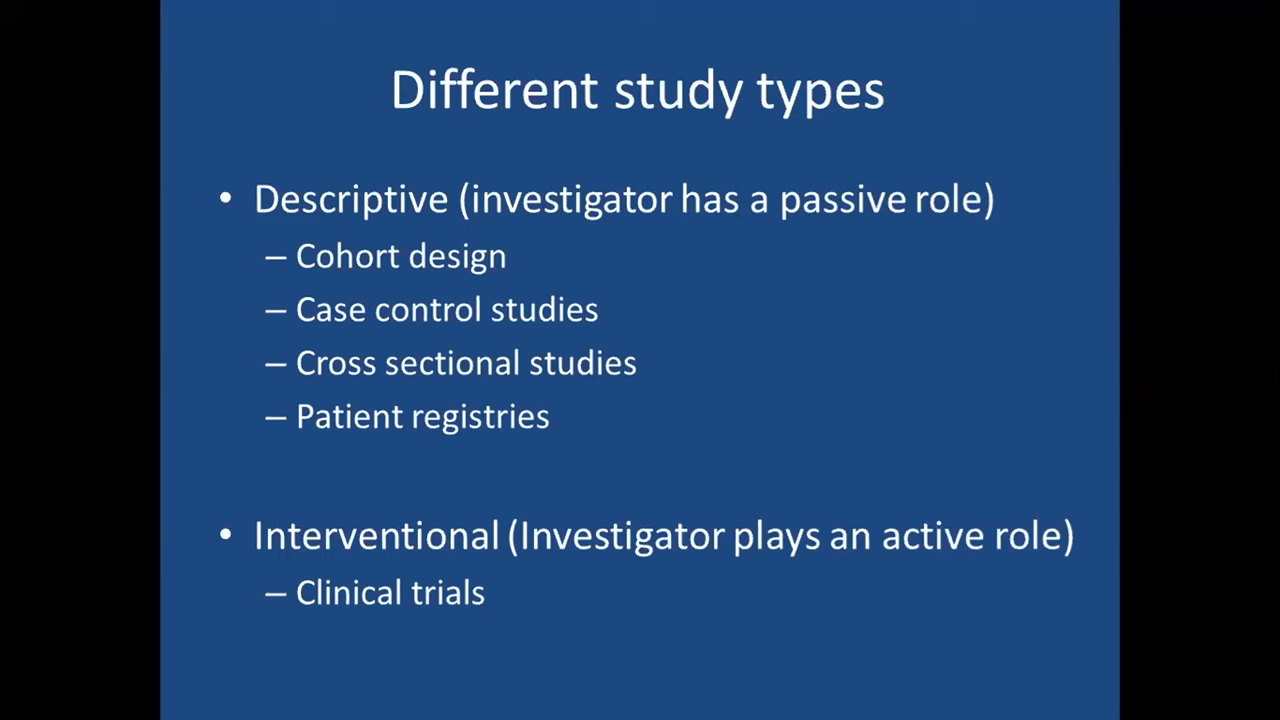 Different study types
• Descriptive (investigator has a passive role)
– Cohort design
– Case control studies
– Cross sectional studies
– Patient registries
• Interventional (Investigator plays an active role)
– Clinical trials